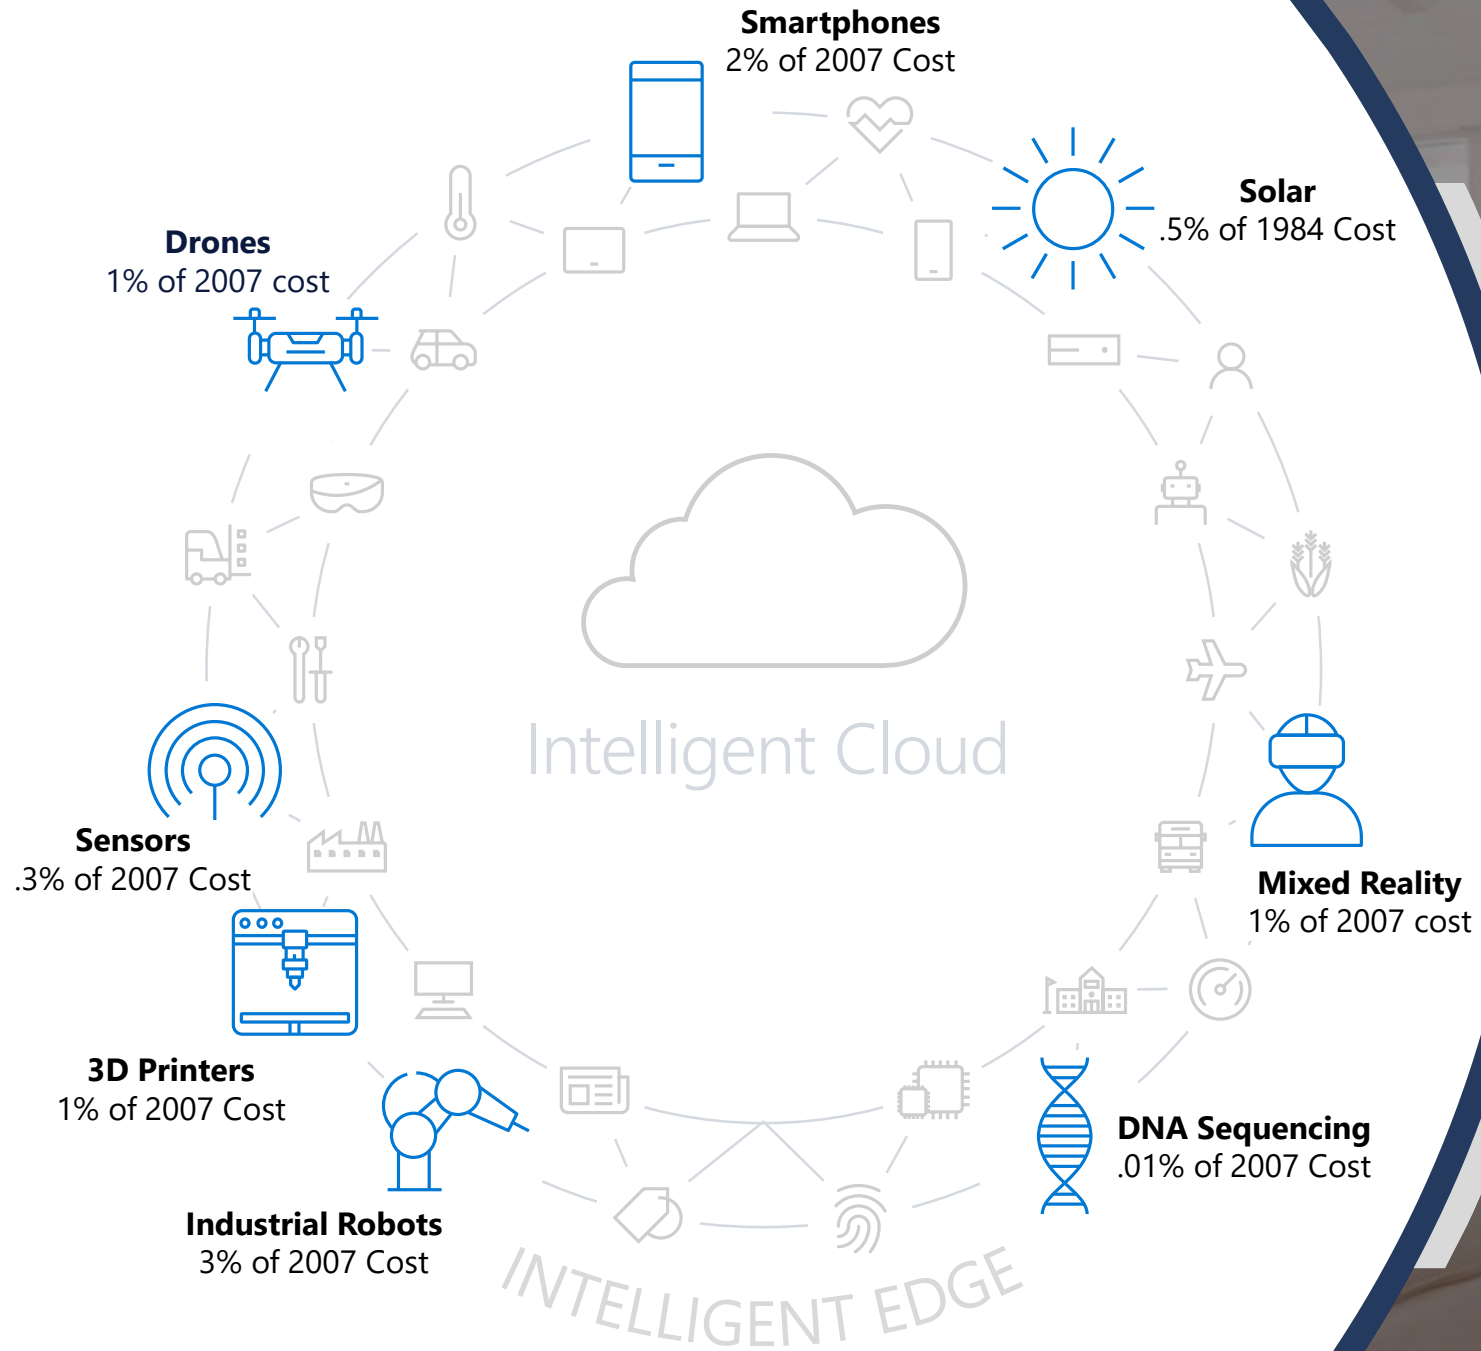 Smartphones
2% of 2007 Cost
Solar
.5% of 1984 Cost
Drones
1% of 2007 cost
Intelligent Cloud
Sensors
.3% of 2007 Cost
Mixed Reality
1% of 2007 cost
3D Printers
1% of 2007 Cost
DNA Sequencing
.01% of 2007 Cost
Industrial Robots
3% of 2007 Cost
INTELLIGENT EDGE